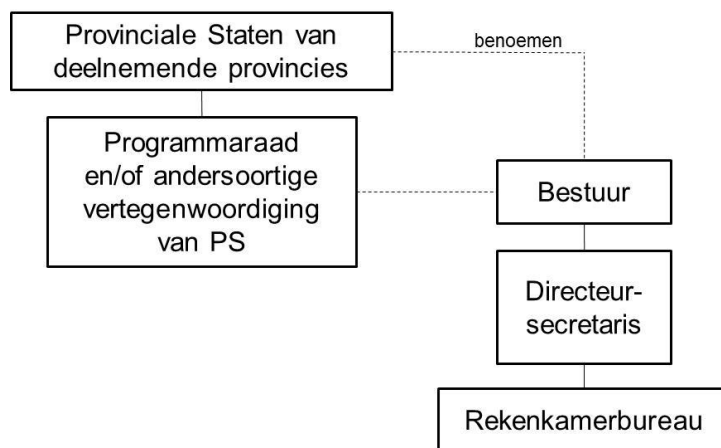 Provinciale Staten van
deelnemende provincies
benoemen
Programmaraad
en/of andersoortige
vertegenwoordiging
van PS
Bestuur
Directeur-
secretaris
Rekenkamerbureau